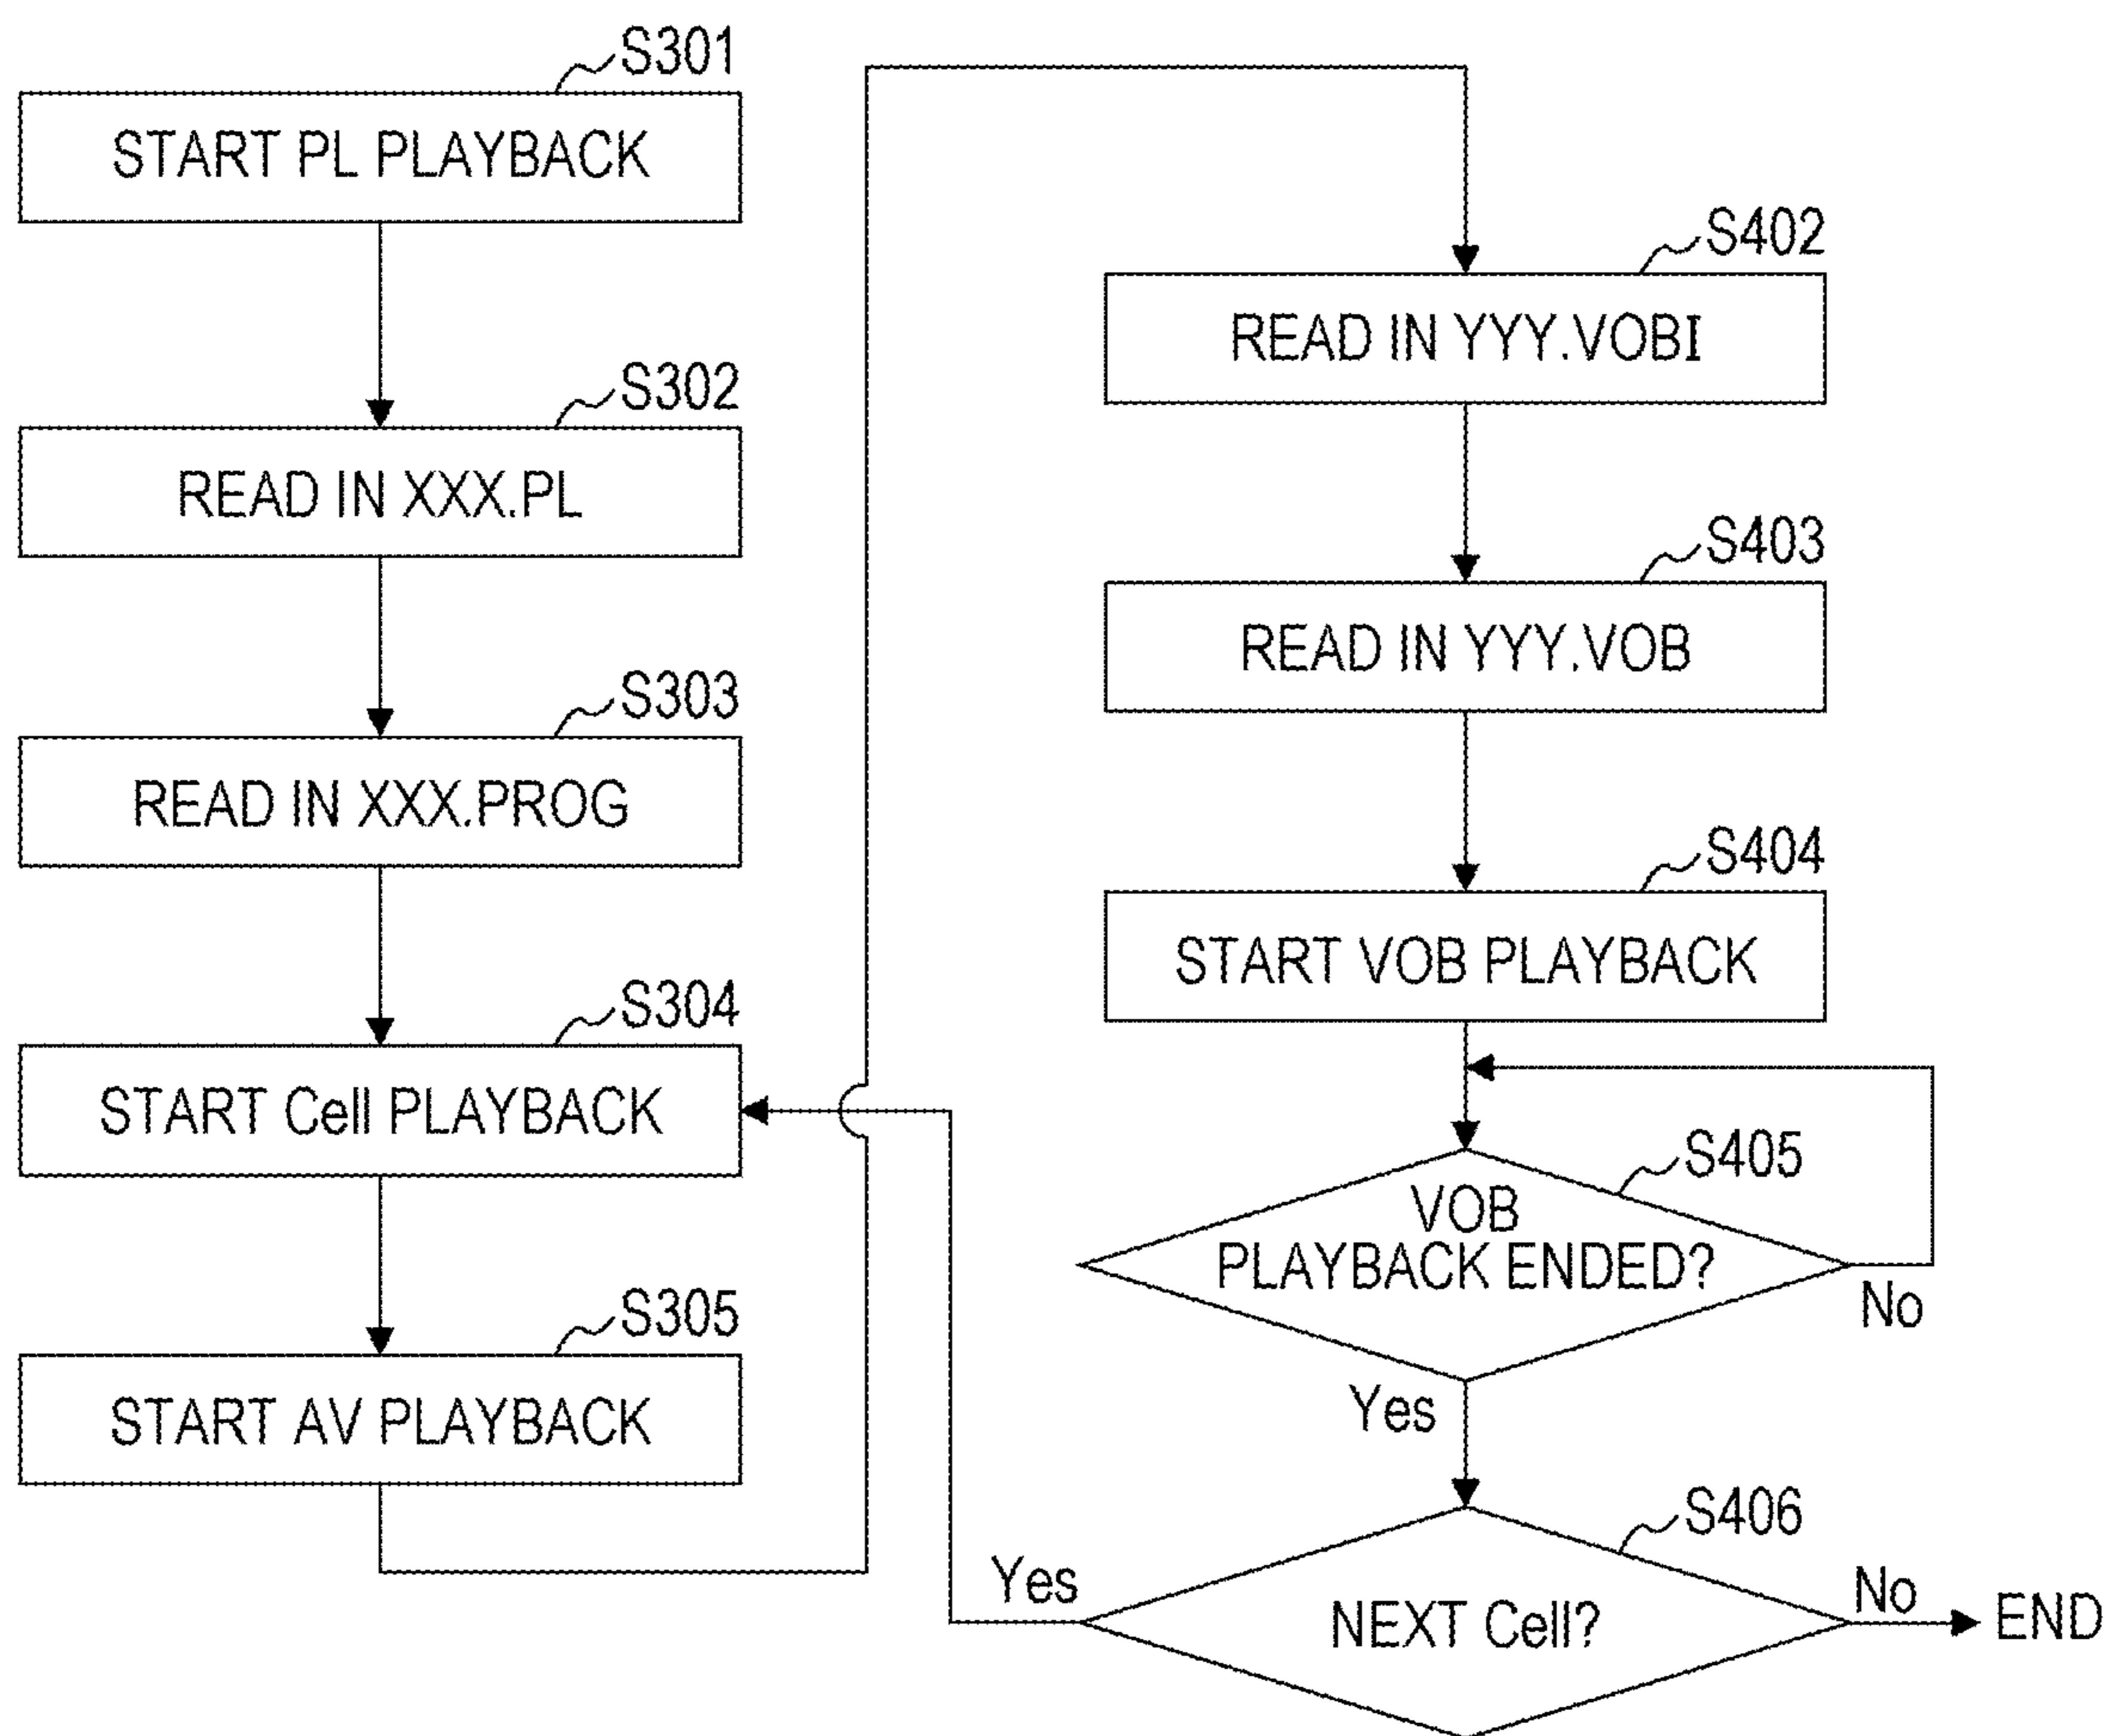 S301
START PL PLAYBACK
S302
READ IN XXX.PL
S303
READ IN XXX.PROG
S304
START Cell PLAYBACK
S305
START AV PLAYBACK
S402
READ IN YYY.VOBI
S403
READ IN YYY.VOB
S404
START VOB PLAYBACK
S405
VOB
PLAYBACK ENDED?
No
Yes
S406
NEXT Cell?
Yes
No
END